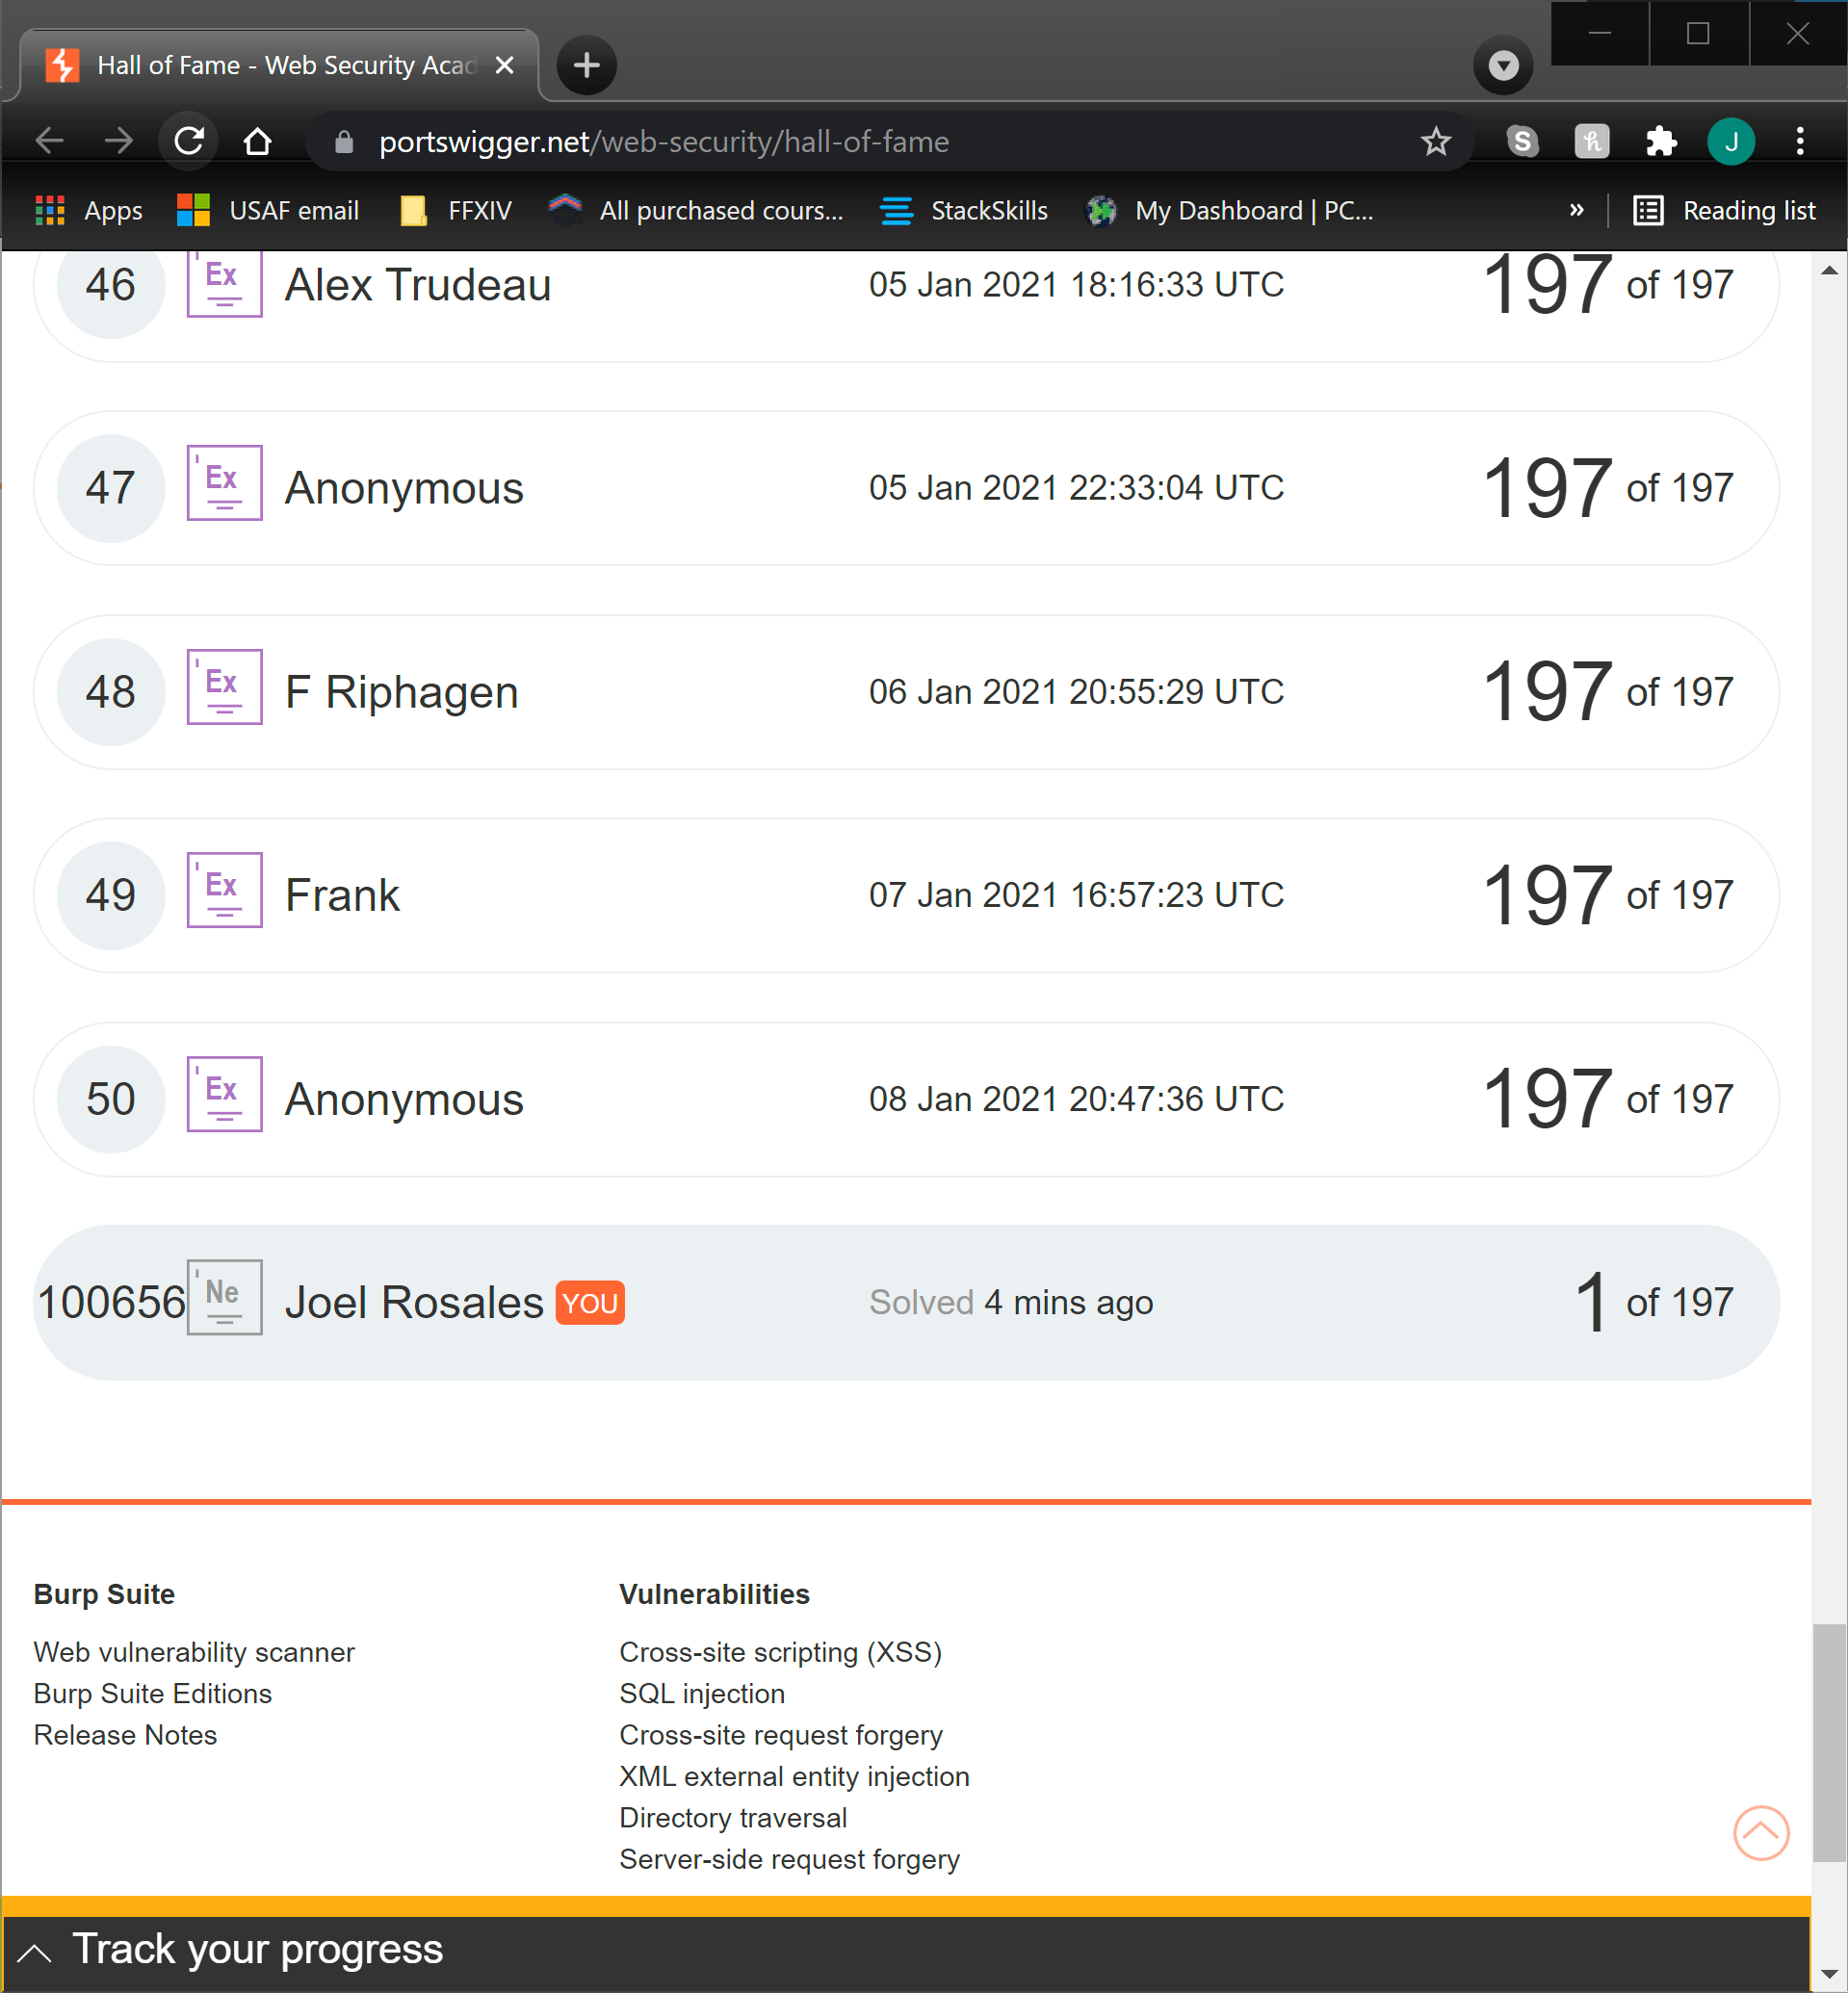 Hall of Fame - Web Security Acad
portswigger.net/web-security/hall-of-fame
S
h
J
Apps
USAF email
FFXIV
All purchased cours...
StackSkills
My Dashboard | PC...
»
Reading list
46 Ex Alex Trudeau 05 Jan 2021 18:16:33 UTC 197 of 197
47 Ex Anonymous 05 Jan 2021 22:33:04 UTC 197 of 197
48 Ex F Riphagen 06 Jan 2021 20:55:29 UTC 197 of 197
49 Ex Frank 07 Jan 2021 16:57:23 UTC 197 of 197
50 Ex Anonymous 08 Jan 2021 20:47:36 UTC 197 of 197
100656 Ne Joel Rosales YOU Solved 4 mins ago 1 of 197
Burp Suite
Web vulnerability scanner
Burp Suite Editions
Release Notes
Vulnerabilities
Cross-site scripting (XSS)
SQL injection
Cross-site request forgery
XML external entity injection
Directory traversal
Server-side request forgery
Track your progress